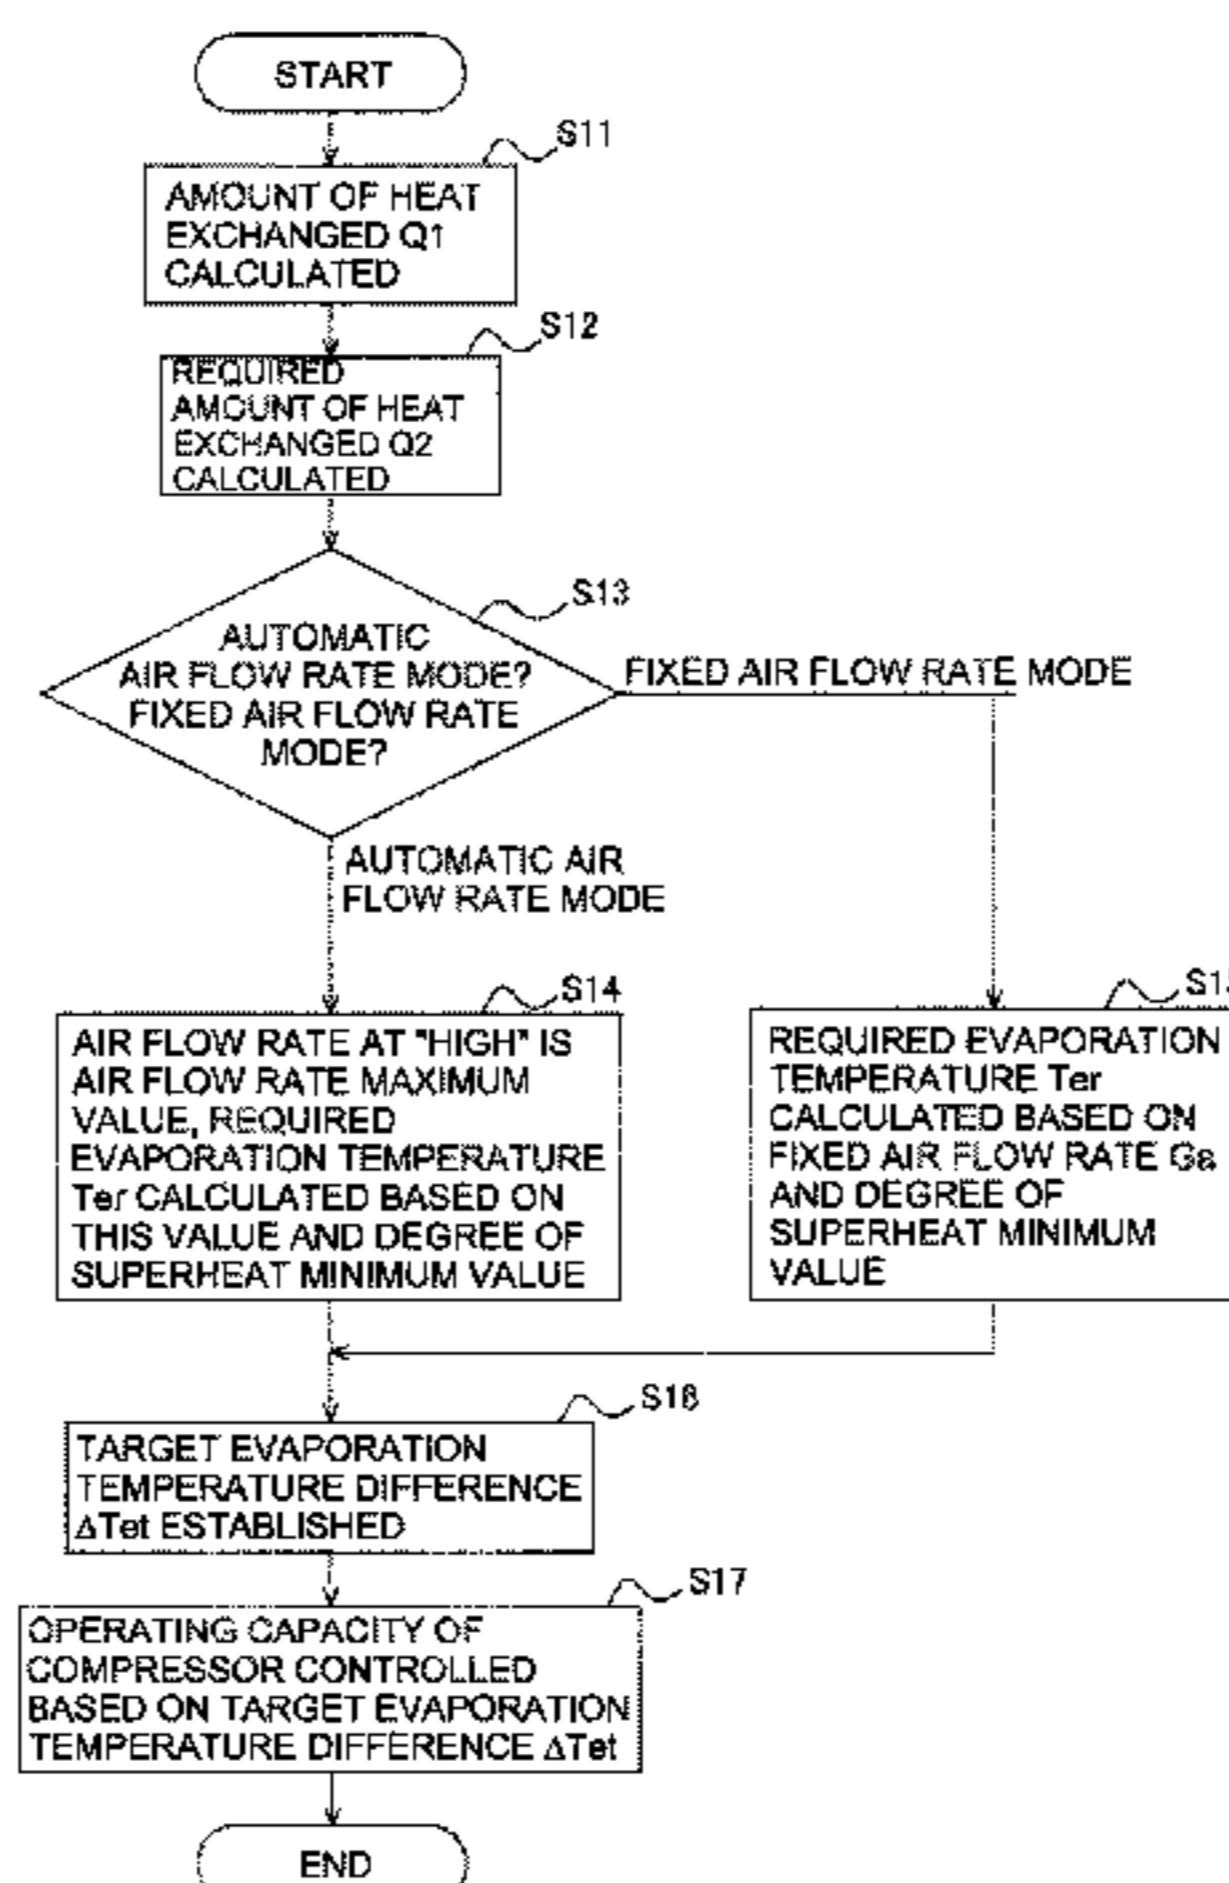 START
S11
AMOUNT OF HEAT
EXCHANGED Q1
CALCULATED
S12
REQUIRED
AMOUNT OF HEAT
EXCHANGED Q2
CALCULATED
S13
AUTOMATIC
AIR FLOW RATE MODE?
FIXED AIR FLOW RATE
MODE?
FIXED AIR FLOW RATE MODE
AUTOMATIC AIR
FLOW RATE MODE
S14
AIR FLOW RATE AT "HIGH" IS
AIR FLOW RATE MAXIMUM
VALUE, REQUIRED
EVAPORATION TEMPERATURE
Ter CALCULATED BASED ON
THIS VALUE AND DEGREE OF
SUPERHEAT MINIMUM VALUE
S15
REQUIRED EVAPORATION
TEMPERATURE Ter
CALCULATED BASED ON
FIXED AIR FLOW RATE Ga
AND DEGREE OF
SUPERHEAT MINIMUM
VALUE
S16
TARGET EVAPORATION
TEMPERATURE DIFFERENCE
ΔTet ESTABLISHED
S17
OPERATING CAPACITY OF
COMPRESSOR CONTROLLED
BASED ON TARGET EVAPORATION
TEMPERATURE DIFFERENCE ΔTet
END